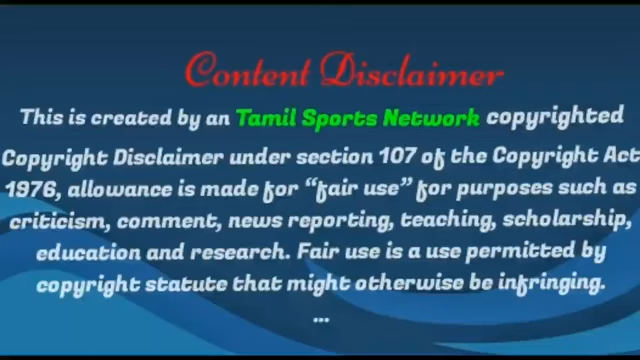 Content Disclaimer
This is created by an Tamil Sports Network copyrighted
Copyright Disclaimer under section 107 of the Copyright Act
1976, allowance is made for “fair use” for purposes such as
criticism, comment, news reporting, teaching, scholarship,
education and research. Fair use is a use permitted by
copyright statute that might otherwise be infringing.
...